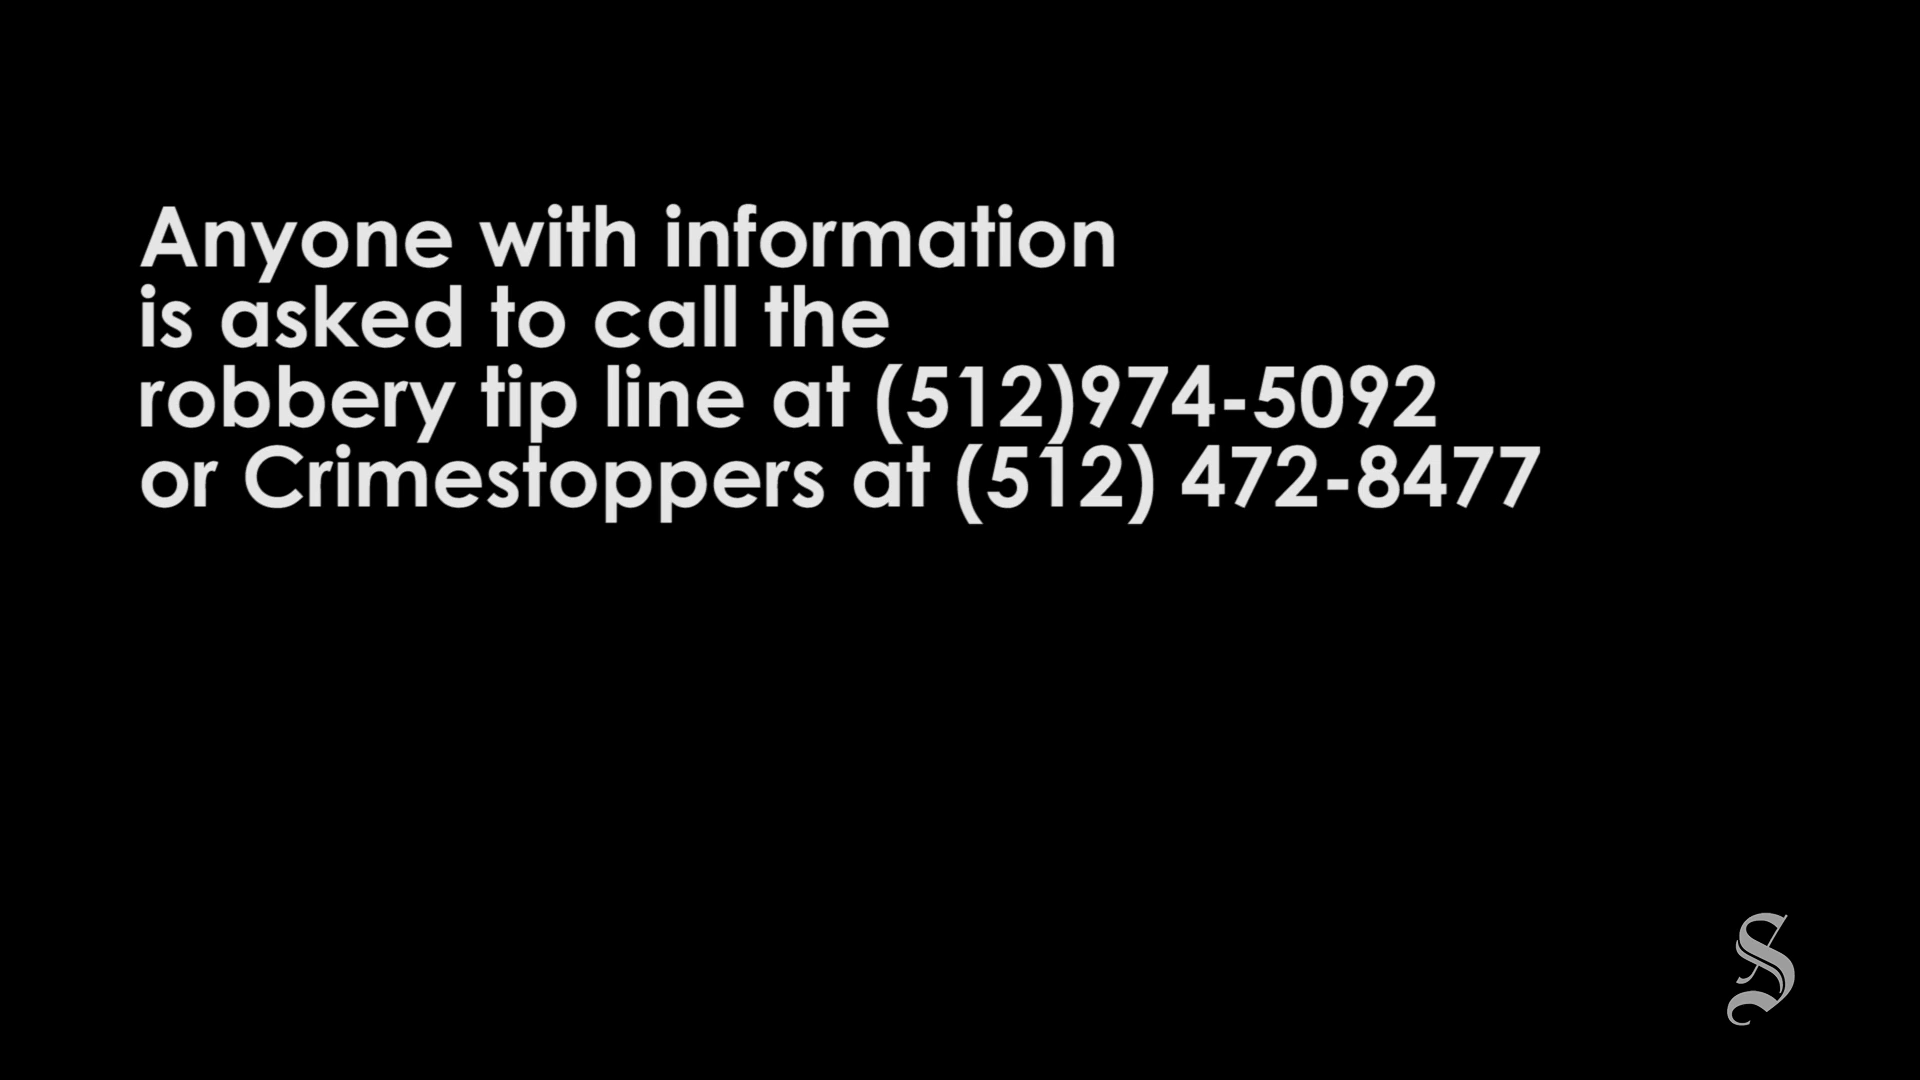 Anyone with information
is asked to call the
robbery tip line at (512)974-5092
or Crimestoppers at (512) 472-8477
S